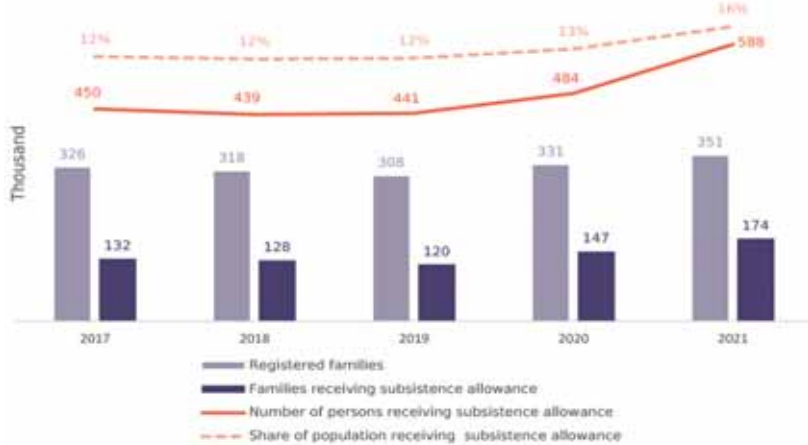 12% 12% 12% 13% 16%
450 439 441 484 588
Thousand
326 318 308 331 351
132 128 120 147 174
2017 2018 2019 2020 2021
Registered families
Families receiving subsistence allowance
Number of persons receiving subsistence allowance
Share of population receiving subsistence allowance